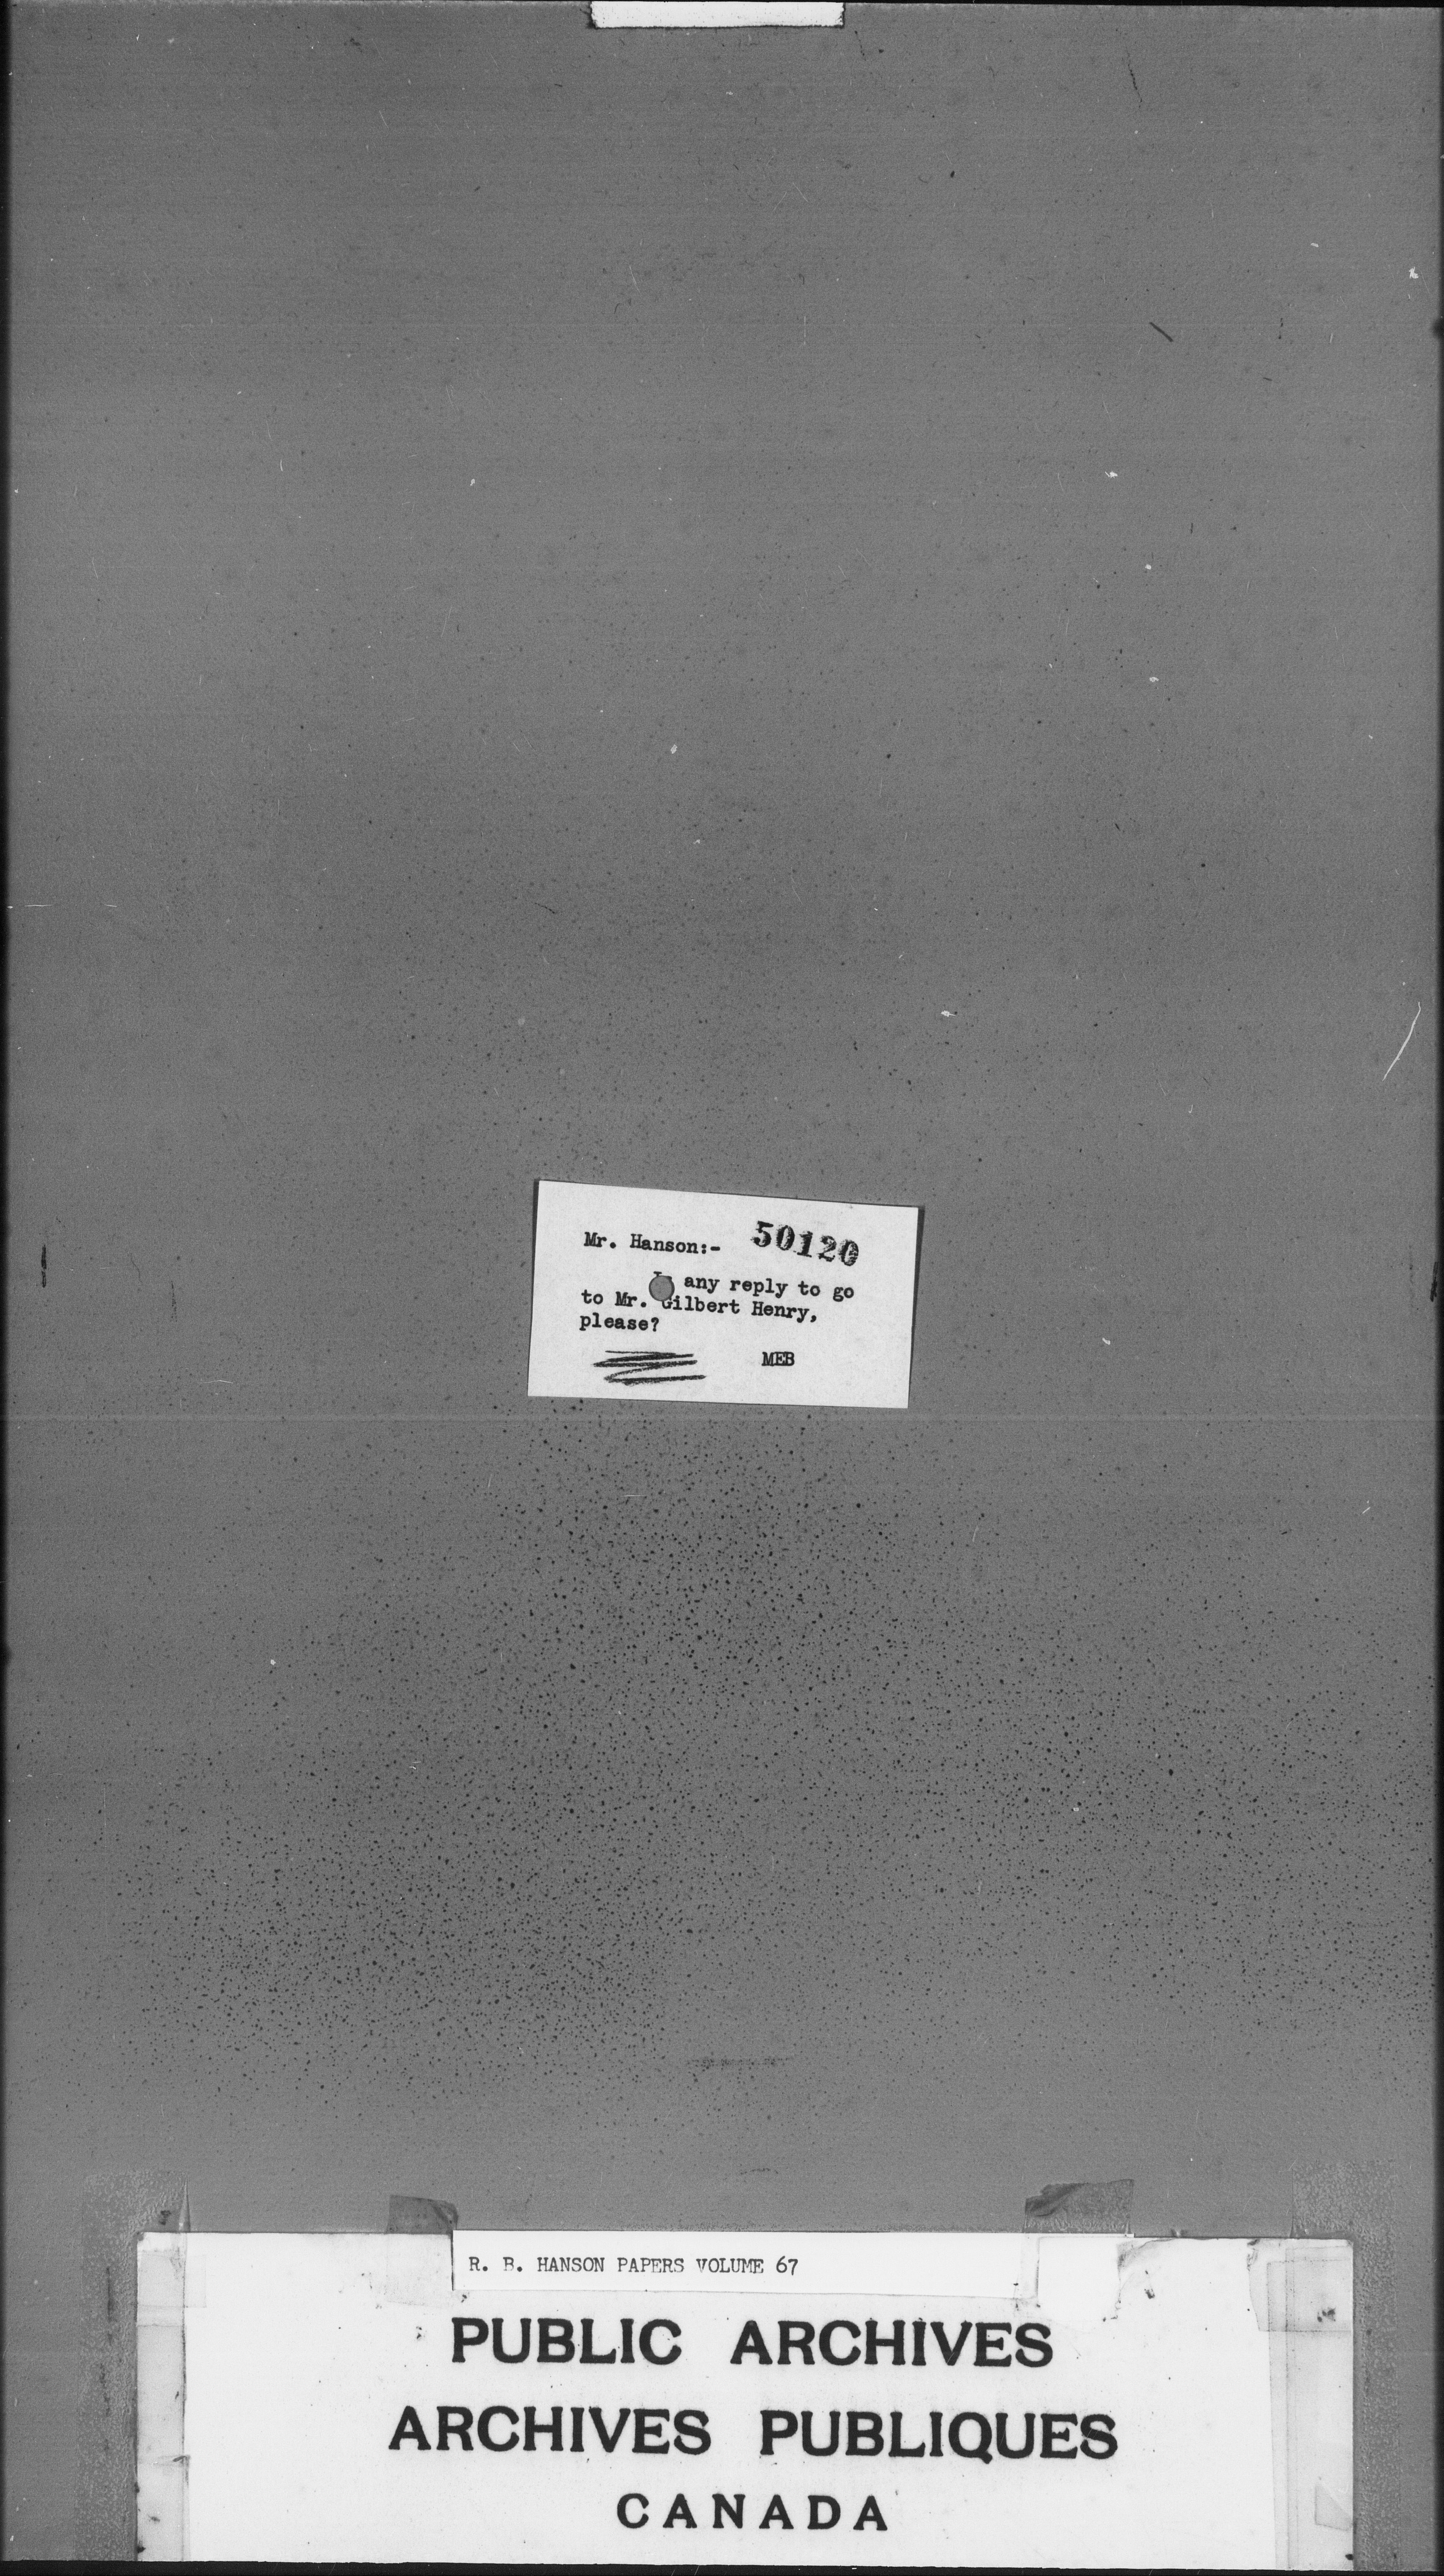 Mr. Hanson:- 50120
any reply to go
to Mr. Gilbert Henry,
please?
MEB
R. B. HANSON PAPERS VOLUME 67
PUBLIC ARCHIVES
ARCHIVES PUBLIQUES
CANADA